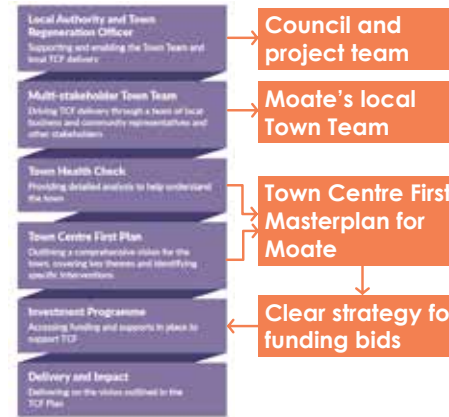 Local Authority and Town
Regeneration Officer
Supporting and enabling the Town Team and
local TCF delivery
Multi-stakeholder Town Team
Driving TCF delivery through a team of local
business and community representatives and
other stakeholders
Town Health Check
Providing detailed analysis to help understand
the town
Town Centre First Plan
Outlining a comprehensive vision for the
town, covering key themes and identifying
specific interventions
Investment Programme
Accessing funding and supports in place to
support TCF
Delivery and Impact
Delivering on the vision outlined in the
TCF Plan
Council and
project team
Moate's local
Town Team
Town Centre First
Masterplan for
Moate
Clear strategy fo
funding bids